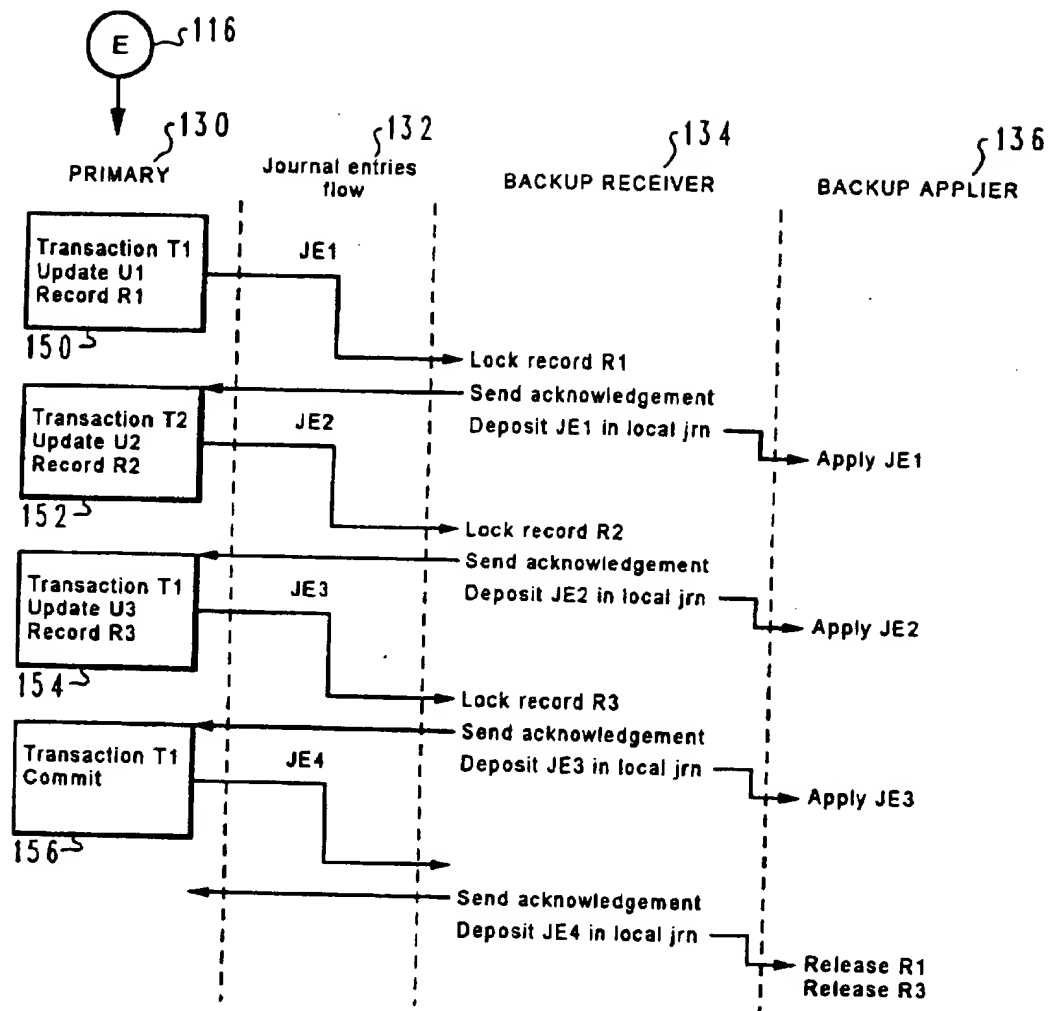 E
116
130
132
134
136
PRIMARY
Journal entries
flow
BACKUP RECEIVER
BACKUP APPLIER
Transaction T1
Update U1
Record R1
150
JE1
Lock record R1
Send acknowledgement
Deposit JE1 in local jrn
Apply JE1
Transaction T2
Update U2
Record R2
152
JE2
Lock record R2
Send acknowledgement
Deposit JE2 in local jrn
Apply JE2
Transaction T1
Update U3
Record R3
154
JE3
Lock record R3
Send acknowledgement
Deposit JE3 in local jrn
Apply JE3
Transaction T1
Commit
156
JE4
Send acknowledgement
Deposit JE4 in local jrn
Release R1
Release R3